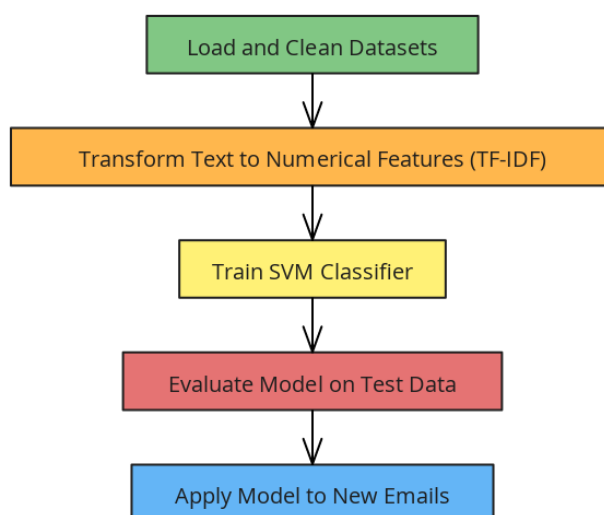 Load and Clean Datasets
Transform Text to Numerical Features (TF-IDF)
Train SVM Classifier
Evaluate Model on Test Data
Apply Model to New Emails